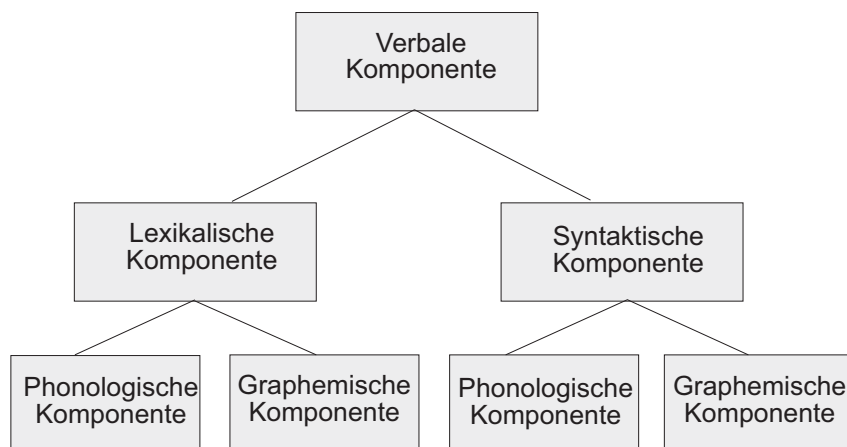 Verbale
Komponente
Lexikalische
Komponente
Syntaktische
Komponente
Phonologische
Komponente
Graphemische
Komponente
Phonologische
Komponente
Graphemische
Komponente